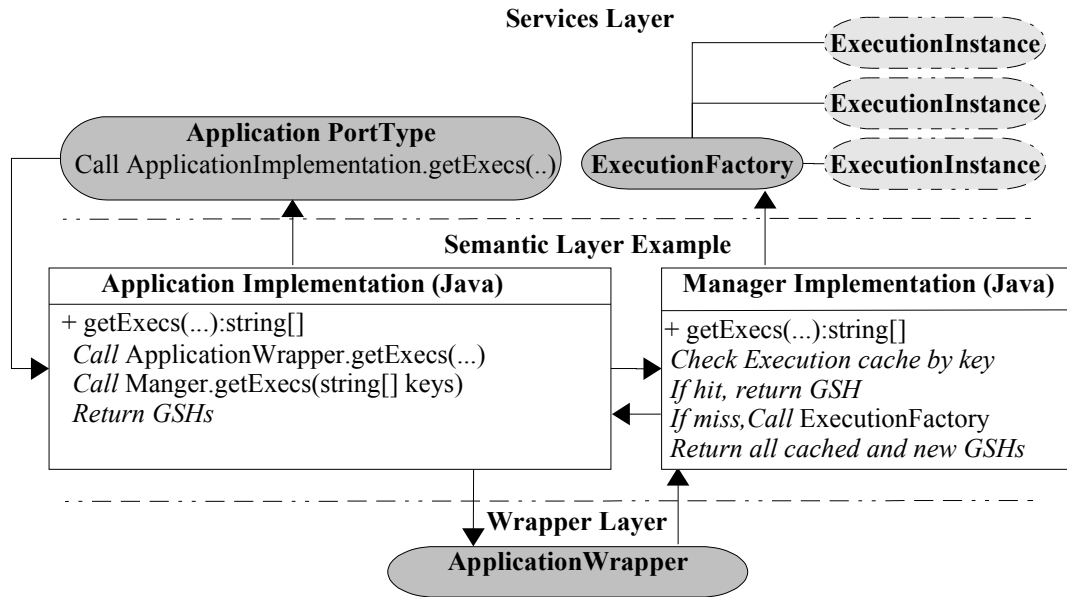 Services Layer
ExecutionInstance
ExecutionInstance
ExecutionInstance
Application PortType
Call ApplicationImplementation.getExecs(..)
ExecutionFactory
Semantic Layer Example
Application Implementation (Java)
+ getExecs(...):string[]
Call ApplicationWrapper.getExecs(...)
Call Manger.getExecs(string[] keys)
Return GSHs
Manager Implementation (Java)
+ getExecs(...):string[]
Check Execution cache by key
If hit, return GSH
If miss,Call ExecutionFactory
Return all cached and new GSHs
Wrapper Layer
ApplicationWrapper